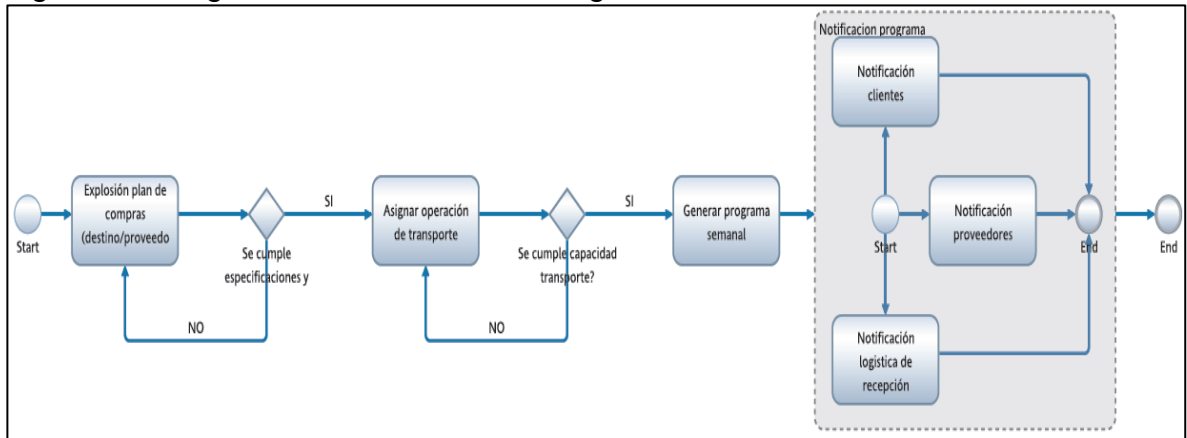 Notificacion programa
Notificación
clientes
Explosión plan de
compras
(destino/proveedo
SI
Asignar operación
de transporte
SI
Generar programa
semanal
Notificación
proveedores
Start
Se cumple
especificaciones y
Se cumple capacidad
transporte?
Start
End
End
NO
NO
Notificación
logistica de
recepción